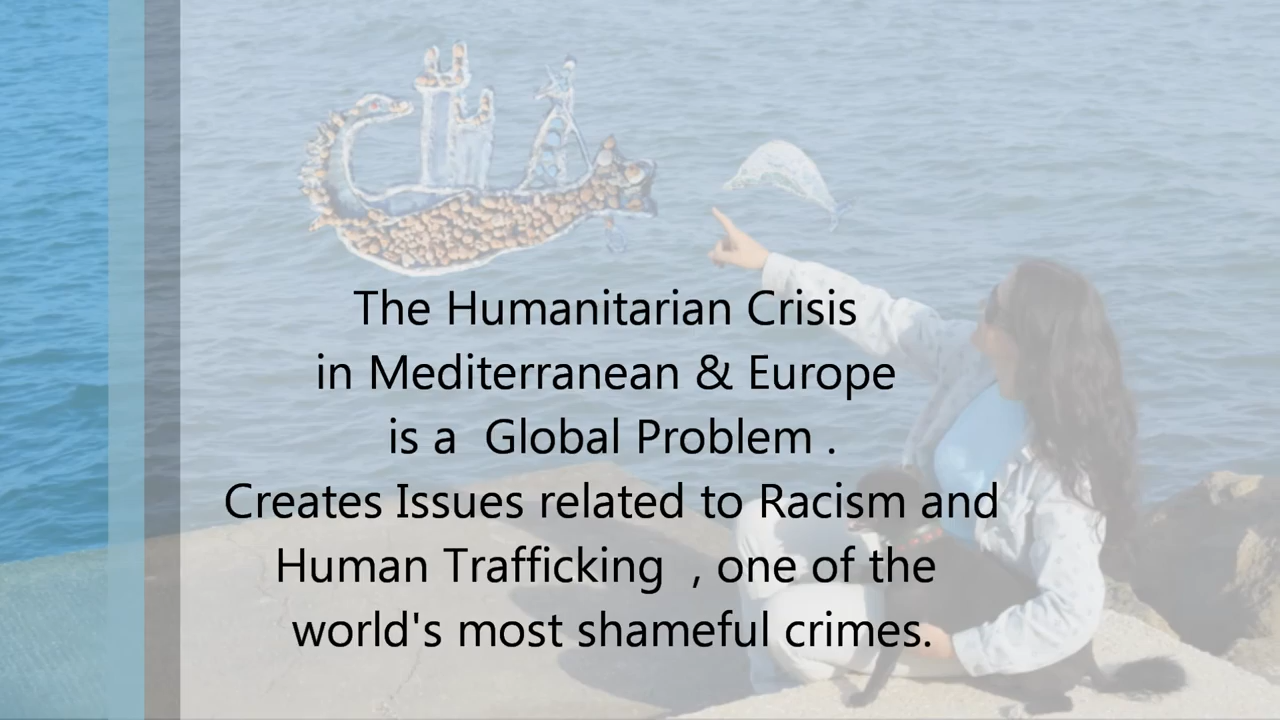 The Humanitarian Crisis
in Mediterranean & Europe
is a  Global Problem .
Creates Issues related to Racism and
Human Trafficking  , one of the
world's most shameful crimes.